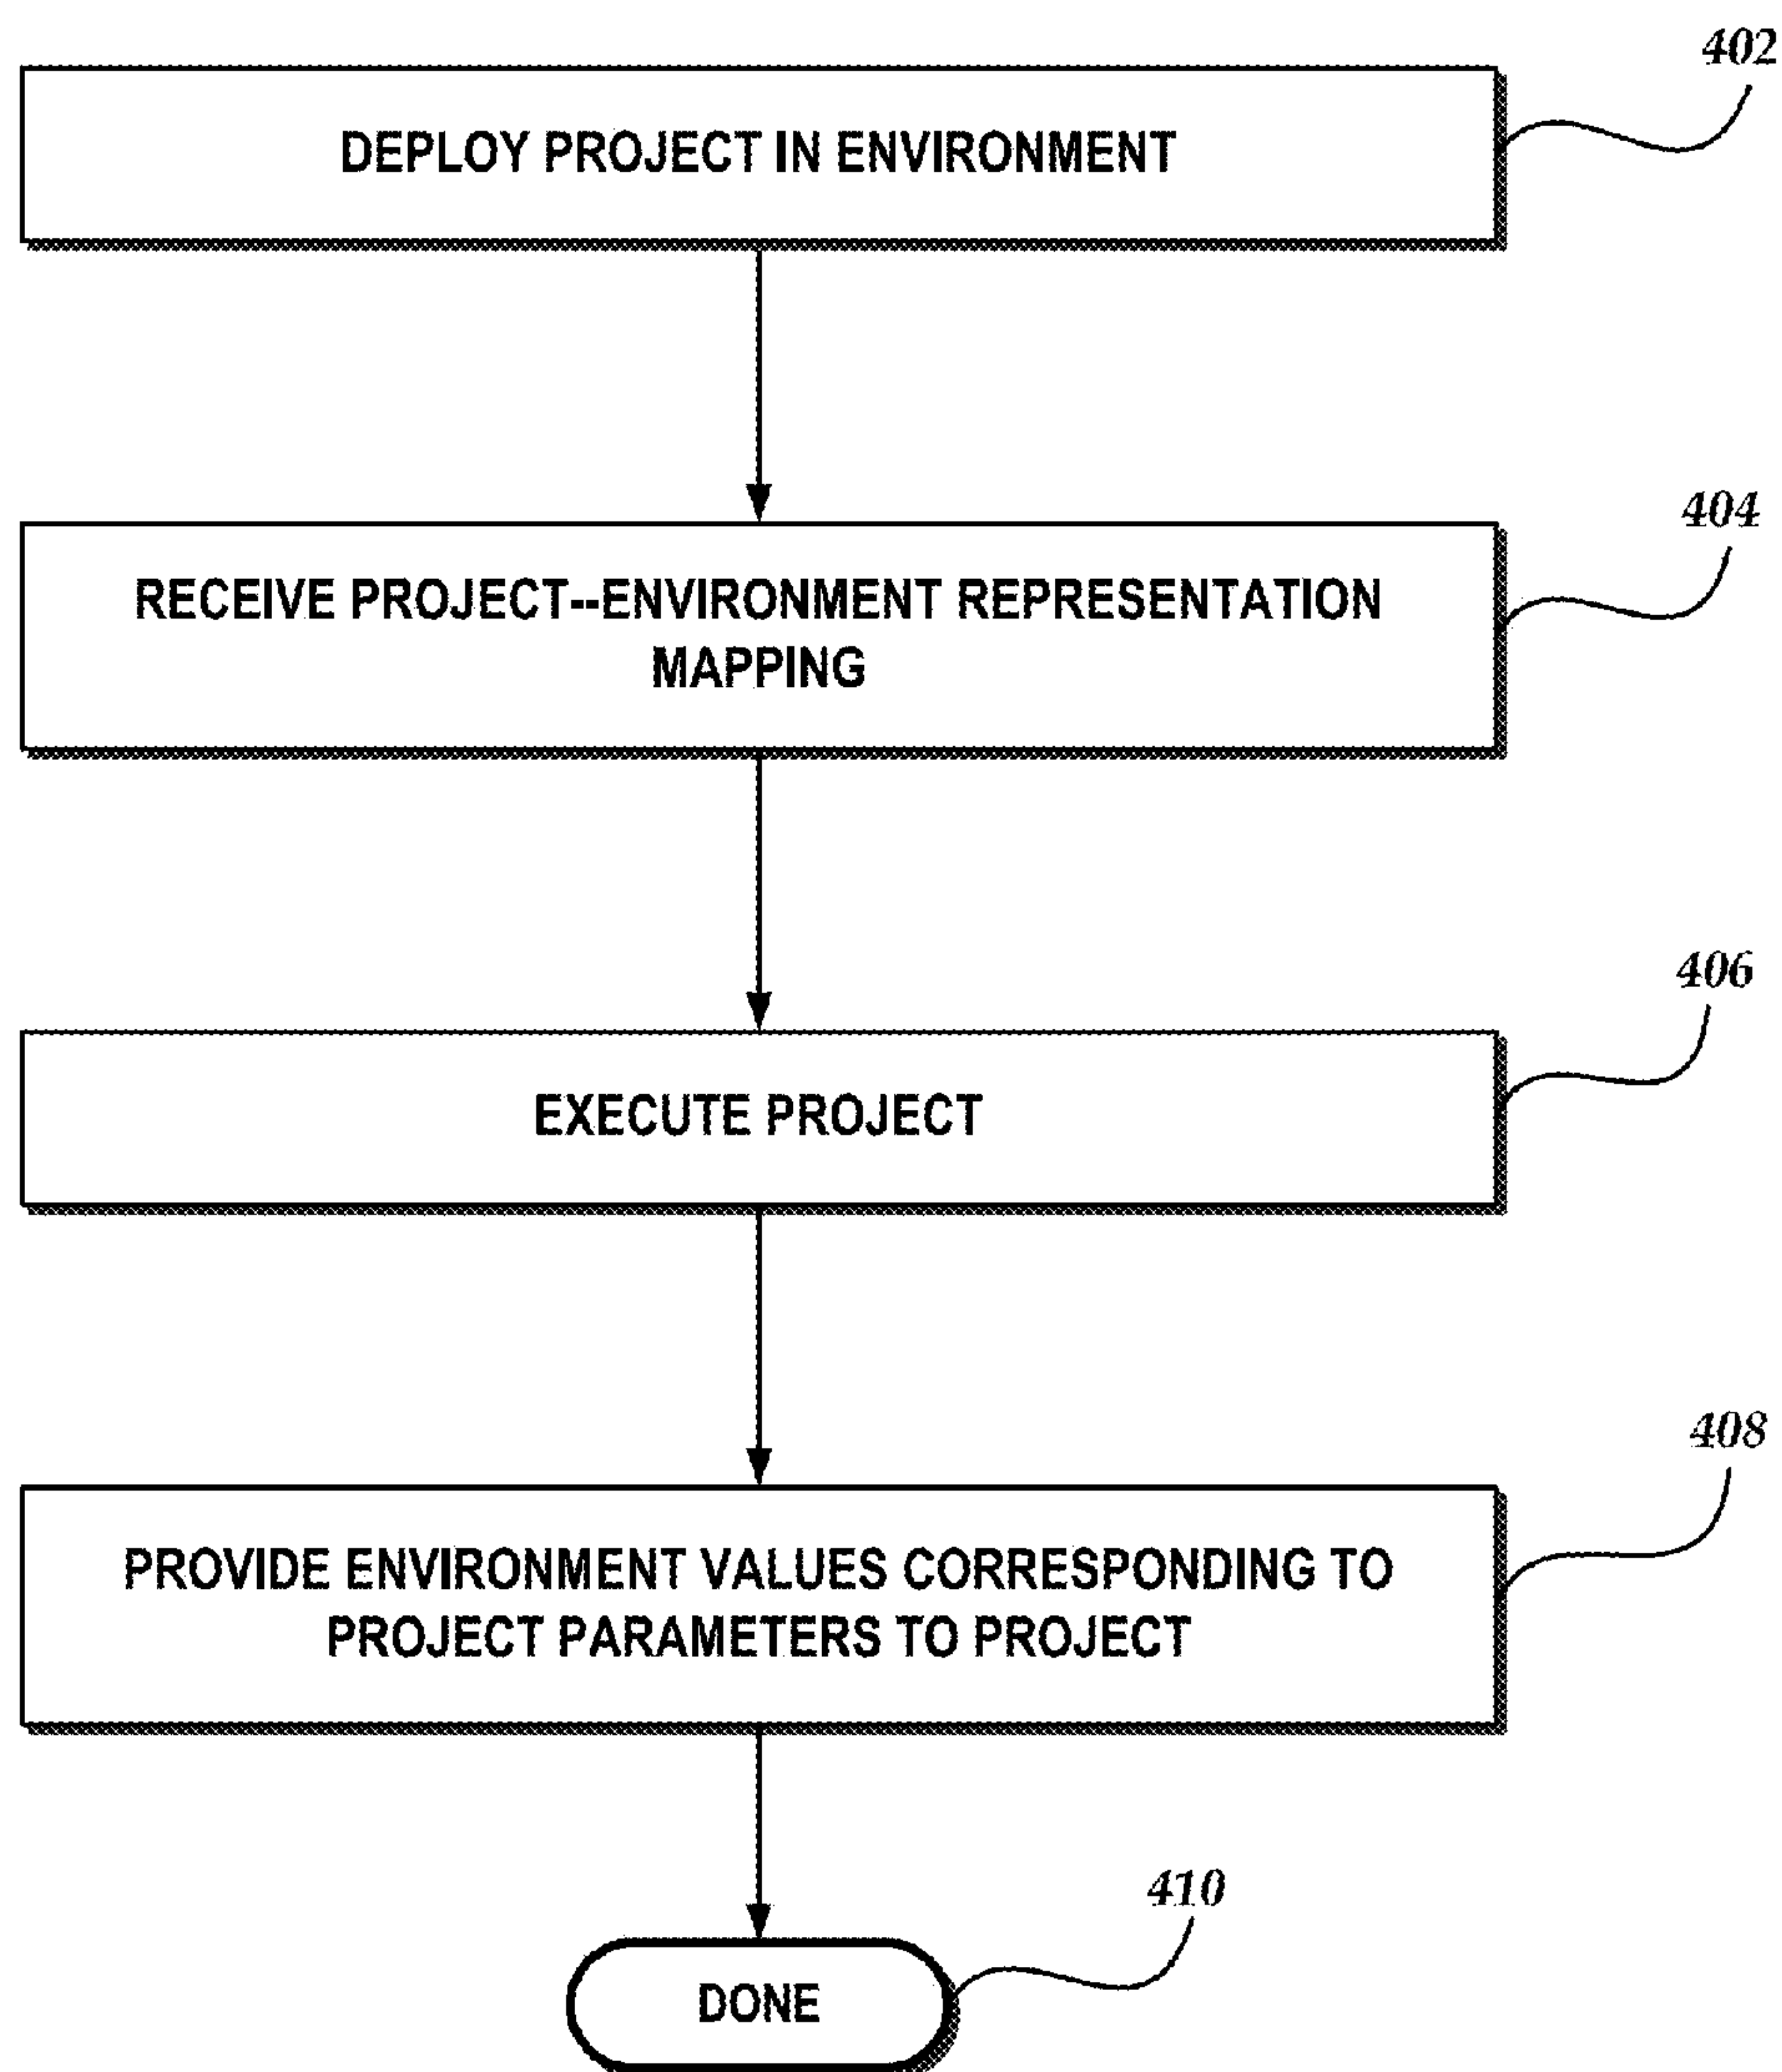 402
DEPLOY PROJECT IN ENVIRONMENT
404
RECEIVE PROJECT--ENVIRONMENT REPRESENTATION
MAPPING
406
EXECUTE PROJECT
408
PROVIDE ENVIRONMENT VALUES CORRESPONDING TO
PROJECT PARAMETERS TO PROJECT
410
DONE